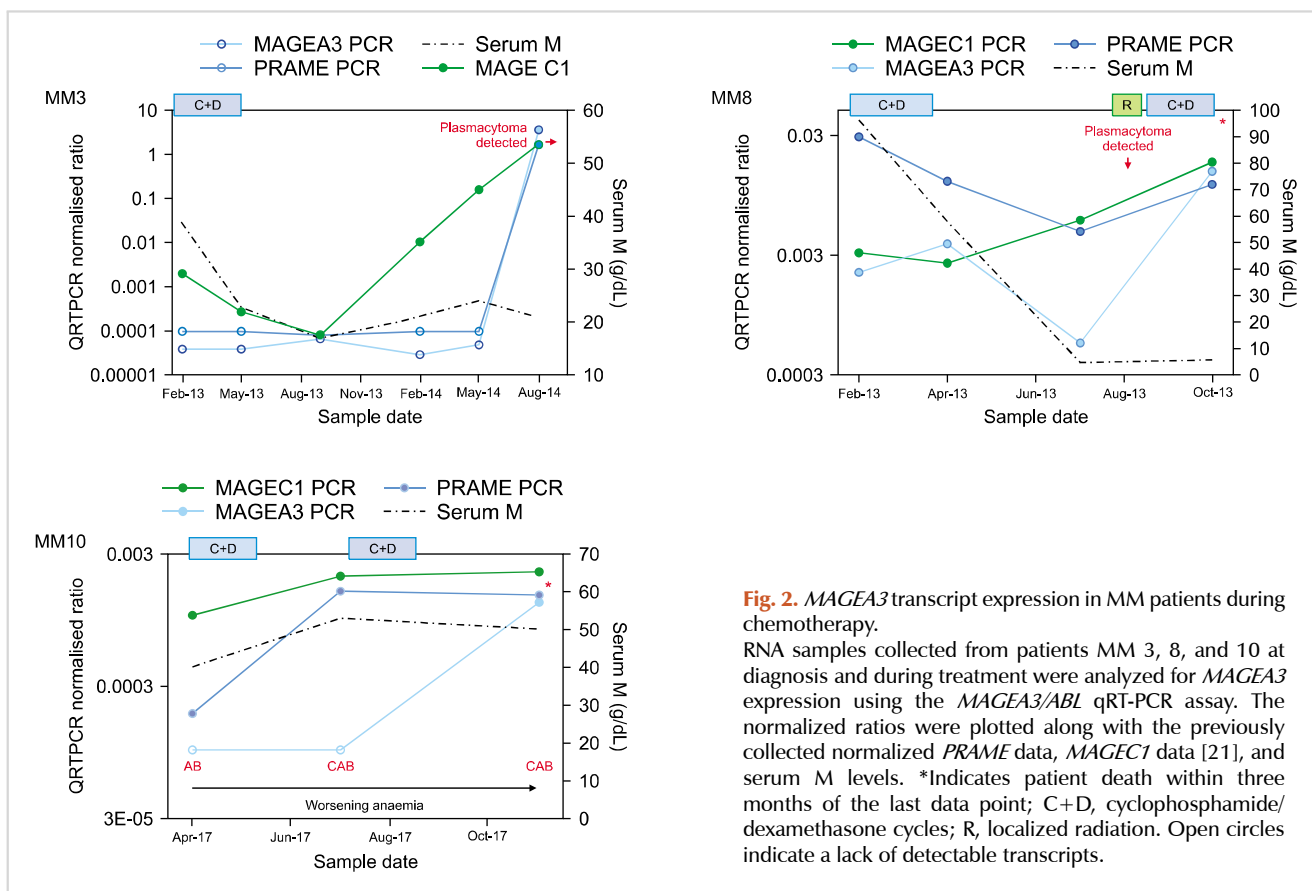 MAGEA3 PCR
Serum M
PRAME PCR
MAGE C1
MM3
C+D
10
1
0.1
0.01
0.001
0.0001
0.00001
QRTPCR normalised ratio
Plasmacytoma
detected
60
50
40
30
20
10
Serum M (g/dL)
Feb-13 May-13 Aug-13 Nov-13 Feb-14 May-14 Aug-14
Sample date
MAGEC1 PCR
PRAME PCR
MAGEA3 PCR
Serum M
MM8
C+D
R
C+D
*
Plasmacytoma
detected
0.03
0.003
0.0003
QRTPCR normalised ratio
100
90
80
70
60
50
40
30
20
10
0
Serum M (g/dL)
Feb-13 Apr-13 Jun-13 Aug-13 Oct-13
Sample date
MAGEC1 PCR
PRAME PCR
MAGEA3 PCR
Serum M
MM10
C+D
C+D
*
0.003
0.0003
3E-05
QRTPCR normalised ratio
70
60
50
40
30
20
10
0
Serum M (g/dL)
AB CAB CAB
Worsening anaemia
Apr-17 Jun-17 Aug-17 Oct-17
Sample date
Fig. 2. MAGEA3 transcript expression in MM patients during
chemotherapy.
RNA samples collected from patients MM 3, 8, and 10 at
diagnosis and during treatment were analyzed for MAGEA3
expression using the MAGEA3/ABL qRT-PCR assay. The
normalized ratios were plotted along with the previously
collected normalized PRAME data, MAGEC1 data [21], and
serum M levels. *Indicates patient death within three
months of the last data point; C+D, cyclophosphamide/
dexamethasone cycles; R, localized radiation. Open circles
indicate a lack of detectable transcripts.